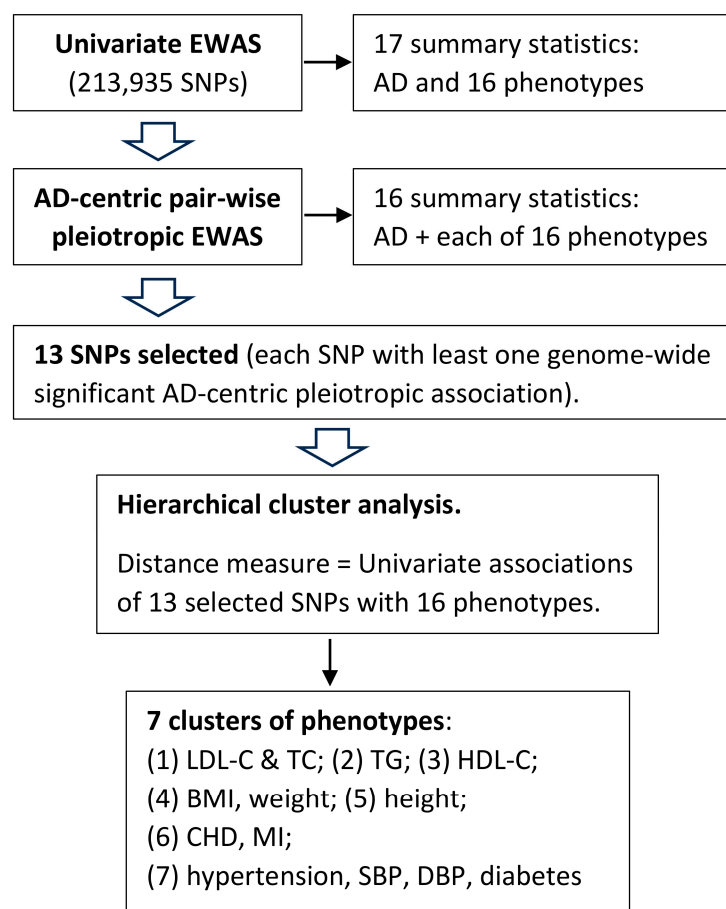 Univariate EWAS
(213,935 SNPs)
17 summary statistics:
AD and 16 phenotypes
AD-centric pair-wise
pleiotropic EWAS
16 summary statistics:
AD + each of 16 phenotypes
13 SNPs selected (each SNP with least one genome-wide
significant AD-centric pleiotropic association).
Hierarchical cluster analysis.
Distance measure = Univariate associations
of 13 selected SNPs with 16 phenotypes.
7 clusters of phenotypes:
(1) LDL-C & TC; (2) TG; (3) HDL-C;
(4) BMI, weight; (5) height;
(6) CHD, MI;
(7) hypertension, SBP, DBP, diabetes